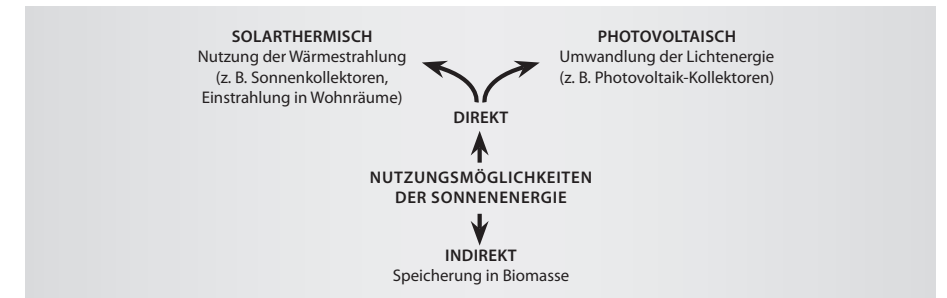 SOLARTHERMISCH
Nutzung der Wärmestrahlung
(z. B. Sonnenkollektoren,
Einstrahlung in Wohnräume)
PHOTOVOLTAISCH
Umwandlung der Lichtenergie
(z. B. Photovoltaik-Kollektoren)
DIREKT
NUTZUNGSMÖGLICHKEITEN
DER SONNENENERGIE
INDIREKT
Speicherung in Biomasse